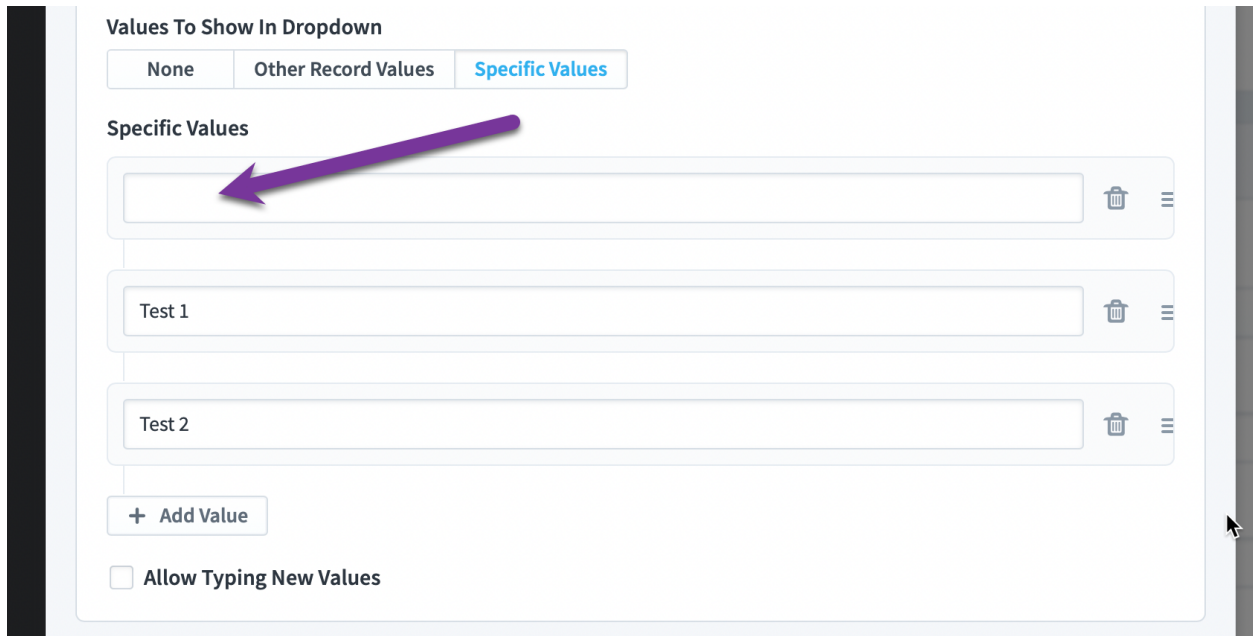 Values To Show In Dropdown
None Other Record Values Specific Values
Specific Values
Test 1
Test 2
+ Add Value
Allow Typing New Values